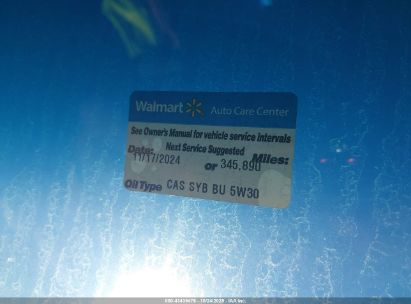 Walmart Auto Care Center
See Owner's Manual for vehicle service intervals
Next Service Suggested
Date: 11/17/2024 or 345,890 Miles:
Oil Type CAS SYB BU 5W30